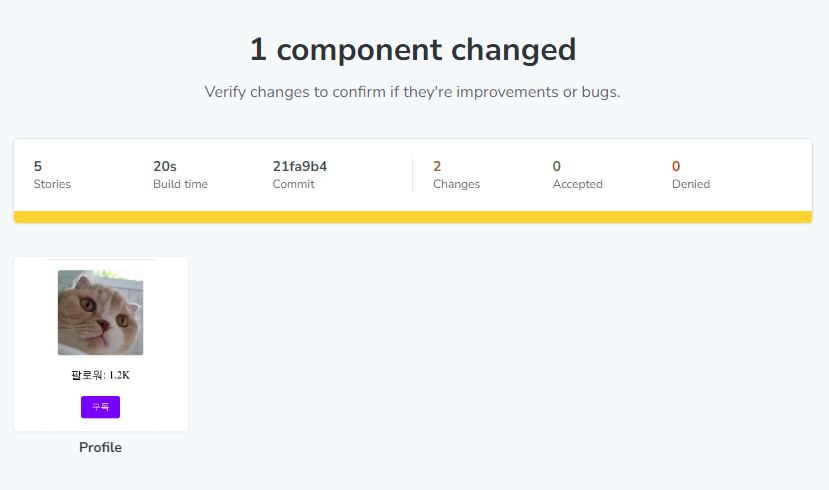 1 component changed
Verify changes to confirm if they're improvements or bugs.
5
Stories
20s
Build time
21fa9b4
Commit
2
Changes
0
Accepted
0
Denied
팔로워: 1.2K
구독
Profile